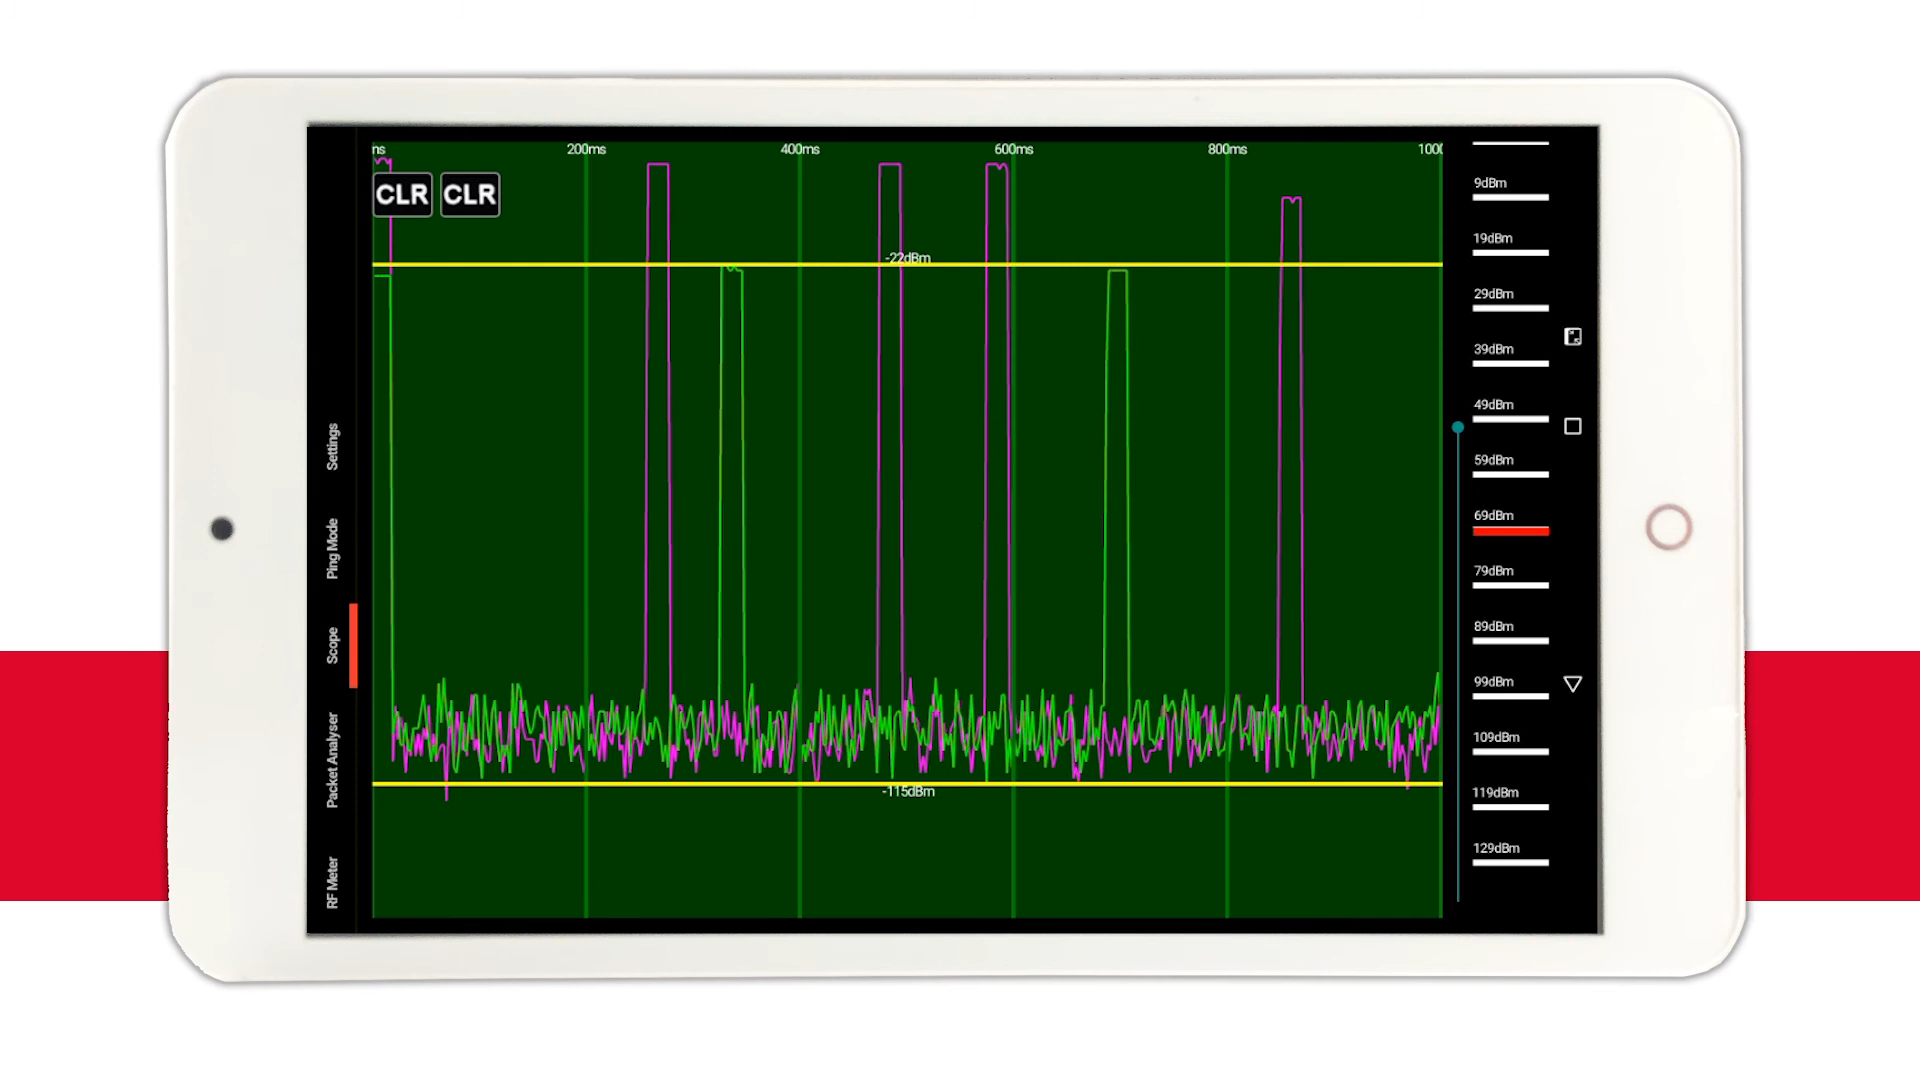 ns 200ms 400ms 600ms 800ms 100
CLR CLR
-22dBm
-115dBm
9dBm
19dBm
29dBm
39dBm
49dBm
59dBm
69dBm
79dBm
89dBm
99dBm
109dBm
119dBm
129dBm
Settings
Ping Mode
Scope
Packet Analyser
RF Meter